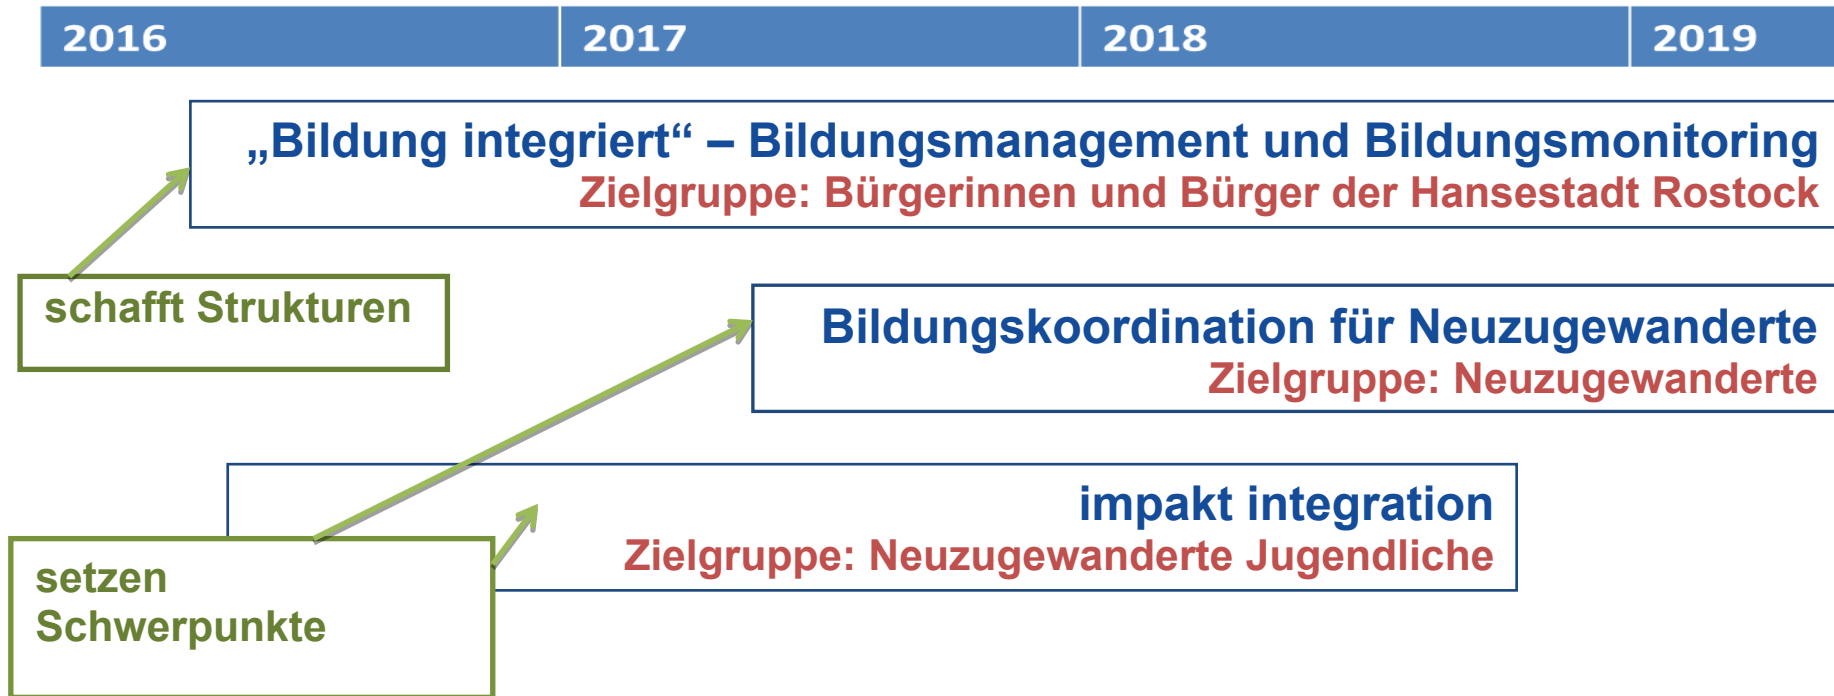 2016 2017 2018 2019
„Bildung integriert“ – Bildungsmanagement und Bildungsmonitoring
Zielgruppe: Bürgerinnen und Bürger der Hansestadt Rostock
schafft Strukturen
Bildungskoordination für Neuzugewanderte
Zielgruppe: Neuzugewanderte
impakt integration
Zielgruppe: Neuzugewanderte Jugendliche
setzen
Schwerpunkte